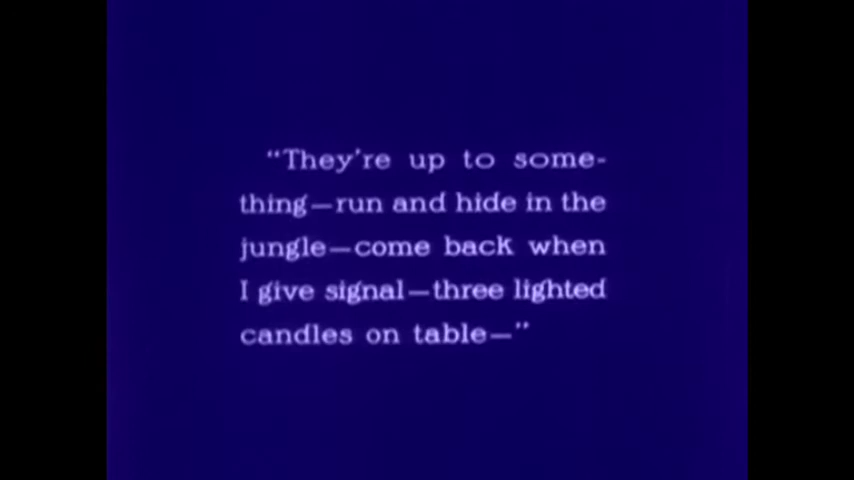 “They’re up to some-
thing—run and hide in the
jungle—come back when
I give signal—three lighted
candles on table—”